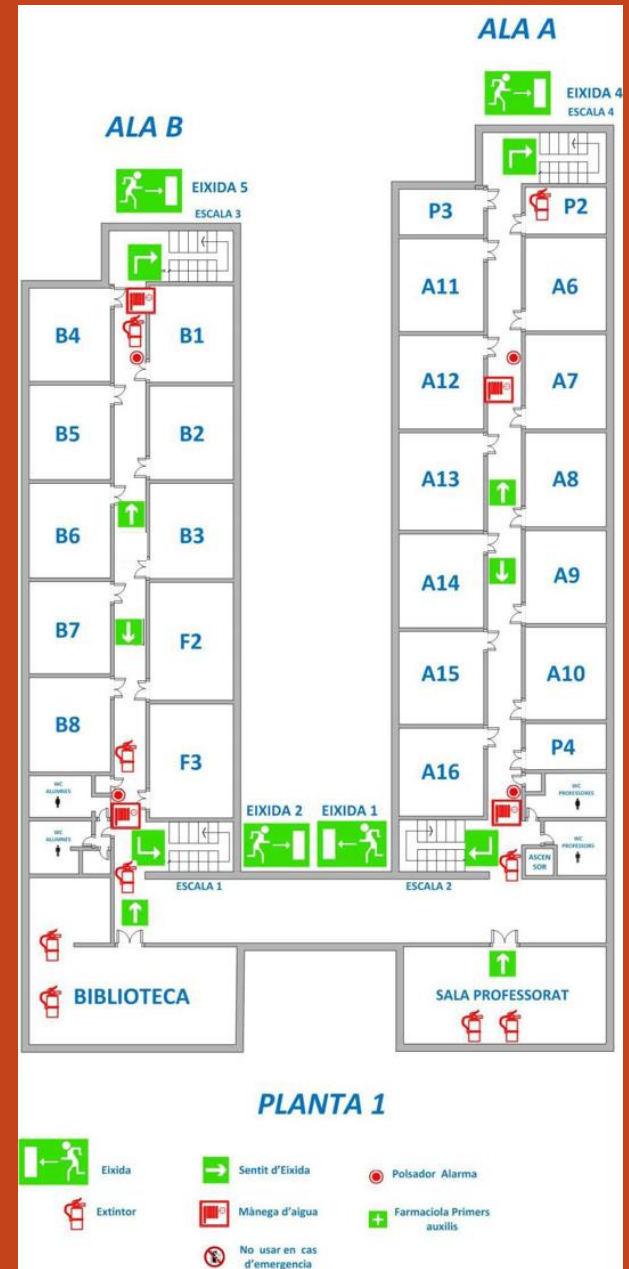 ALA A
EIXIDA 4
ESCALA 4
ALA B
EIXIDA 5
ESCALA 3
P3
P2
A11
A6
B4
B1
A12
A7
B5
B2
A13
A8
B6
B3
A14
A9
B7
F2
A15
A10
B8
F3
A16
P4
WC
ALUMNES
WC
PROFESSORES
EIXIDA 2
EIXIDA 1
WC
ALUMNES
WC
PROFESSORS
ASCEN
SOR
ESCALA 1
ESCALA 2
BIBLIOTECA
SALA PROFESSORAT
PLANTA 1
Eixida
Sentit d'Eixida
Polsador Alarma
Extintor
Mànega d'aigua
Farmaciola Primers
auxilis
No usar en cas
d'emergencia